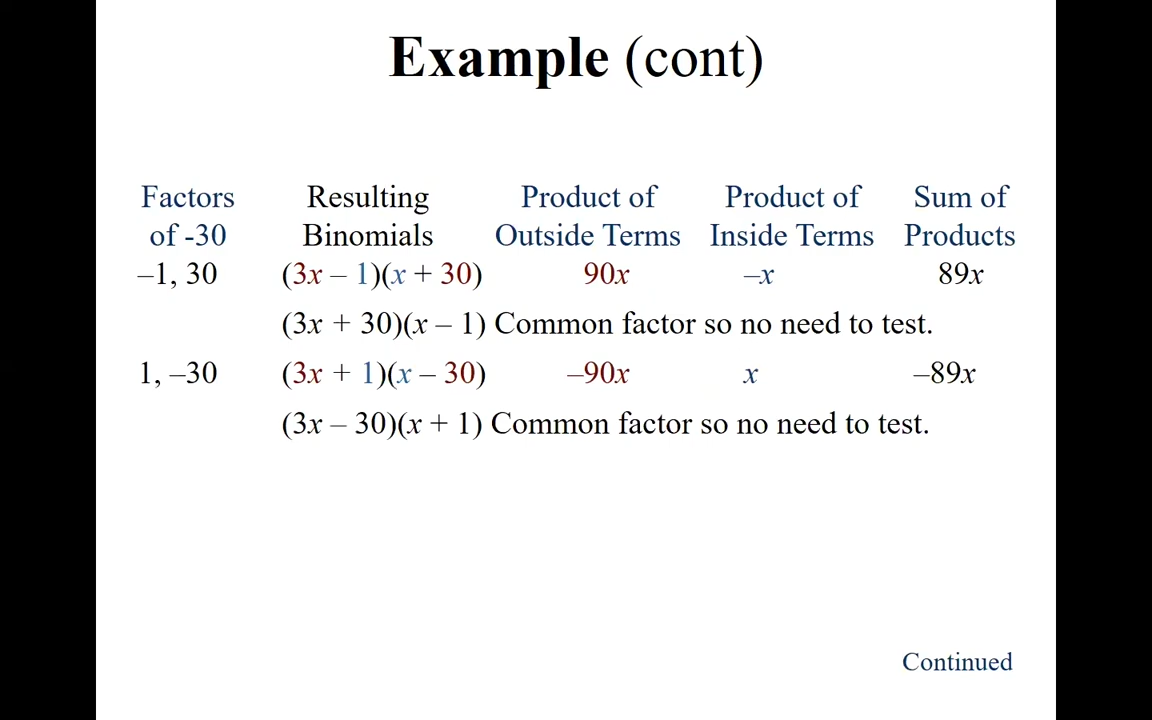 Example (cont)
Factors Resulting Product of Product of Sum of
of -30 Binomials Outside Terms Inside Terms Products
–1, 30 (3x – 1)(x + 30) 90x –x 89x
(3x + 30)(x – 1) Common factor so no need to test.
1, –30 (3x + 1)(x – 30) –90x x –89x
(3x – 30)(x + 1) Common factor so no need to test.
Continued